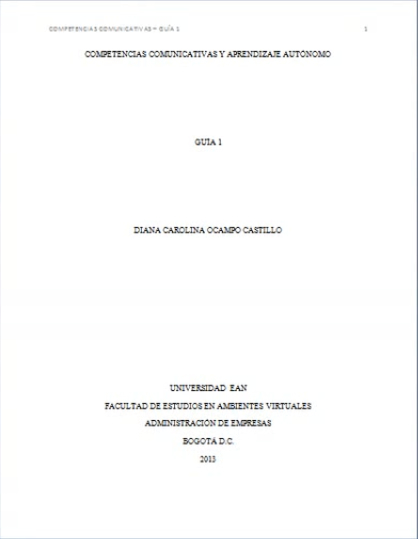 COMPETENCIAS COMUNICATIVAS – GUÍA 1 1
COMPETENCIAS COMUNICATIVAS Y APRENDIZAJE AUTÓNOMO
GUIA 1
DIANA CAROLINA OCAMPO CASTILLO
UNIVERSIDAD EAN
FACULTAD DE ESTUDIOS EN AMBIENTES VIRTUALES
ADMINISTRACIÓN DE EMPRESAS
BOGOTÁ D.C.
2013